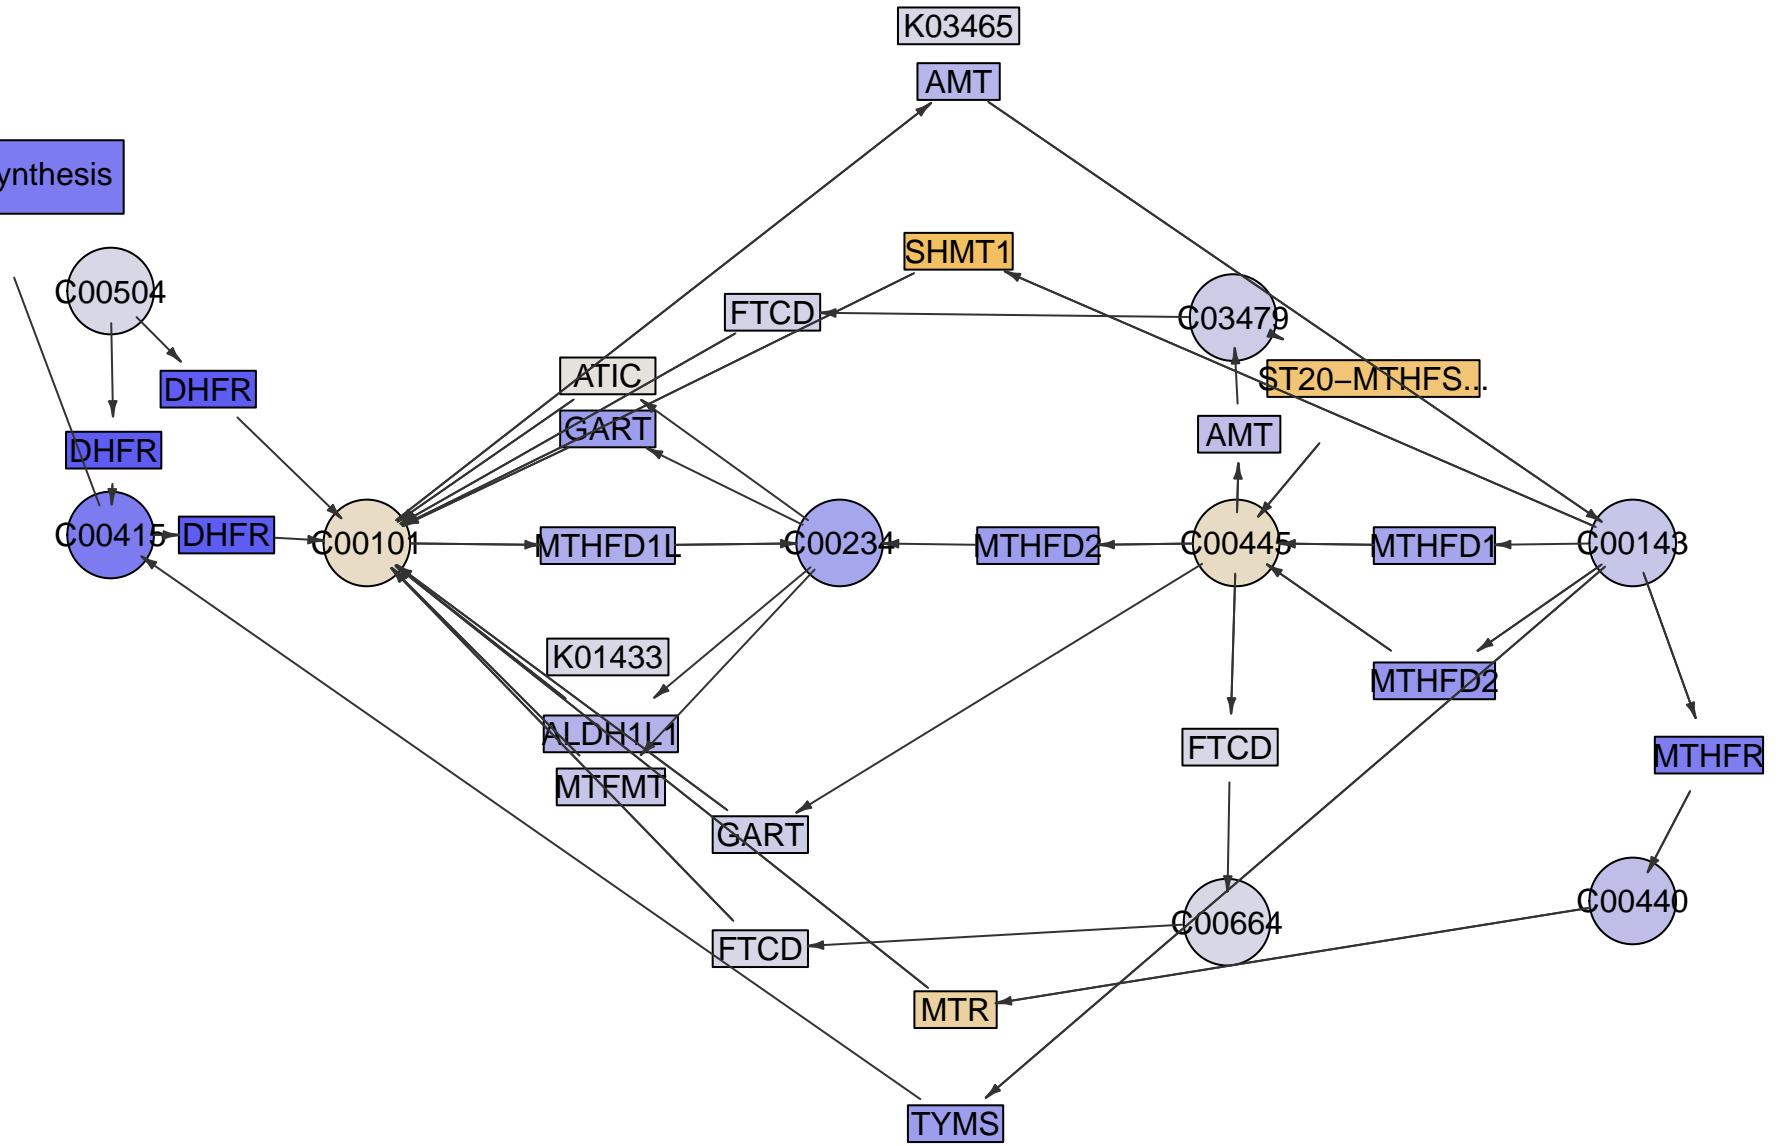 K03465
AMT
ynthesis
SHMT1
C00504
FTCD
C03479
ATIC
ST20−MTHFS...
DHFR
GART
AMT
DHFR
C00415
DHFR
C00101
MTHFD1L
C00234
MTHFD2
C00445
MTHFD1
C00143
K01433
MTHFD2
ALDH1L1
FTCD
MTHFR
MTFMT
GART
C00440
C00664
FTCD
MTR
TYMS